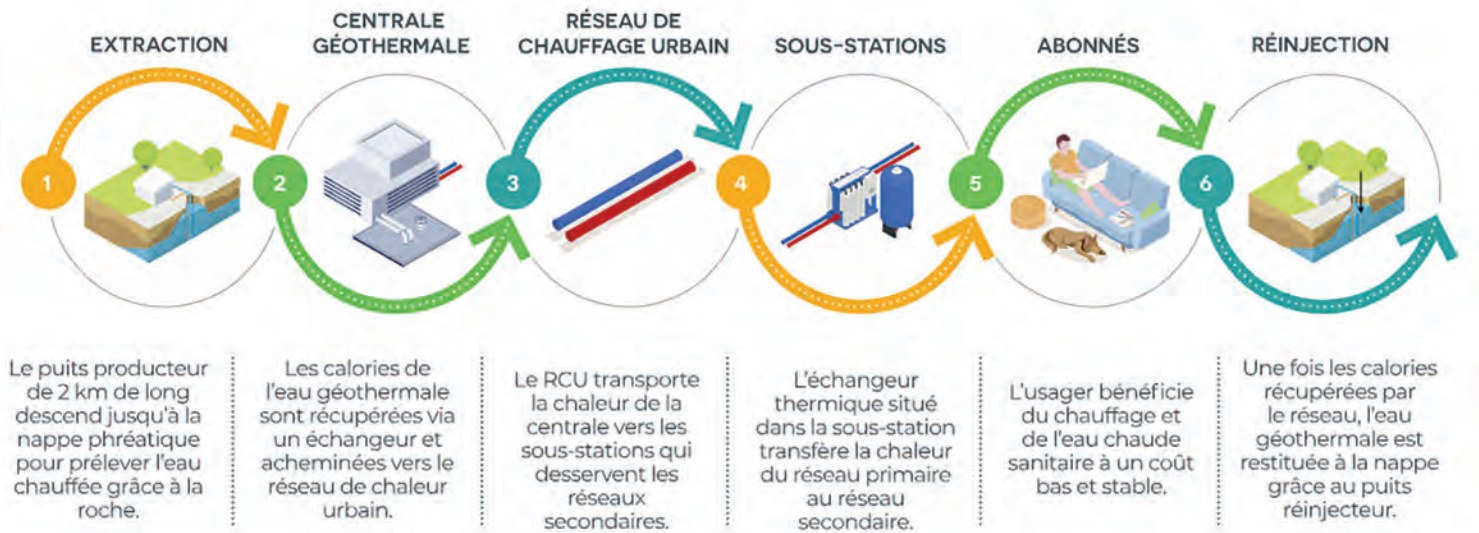 EXTRACTION
CENTRALE
GÉOTHERMALE
RÉSEAU DE
CHAUFFAGE URBAIN
SOUS-STATIONS
ABONNÉS
RÉINJECTION
1
2
3
4
5
6
Le puits producteur
de 2 km de long
descend jusqu'à la
nappe phréatique
pour prélever l'eau
chauffée grâce à la
roche.
Les calories de
l'eau géothermale
sont récupérées via
un échangeur et
acheminées vers le
réseau de chaleur
urbain.
Le RCU transporte
la chaleur de la
centrale vers les
sous-stations qui
desservent les
réseaux
secondaires.
L'échangeur
thermique situé
dans la sous-station
transfère la chaleur
du réseau primaire
au réseau
secondaire.
L'usager bénéficie
du chauffage et
de l'eau chaude
sanitaire à un coût
bas et stable.
Une fois les calories
récupérées par
le réseau, l'eau
géothermale est
restituée à la nappe
grâce au puits
réinjecteur.